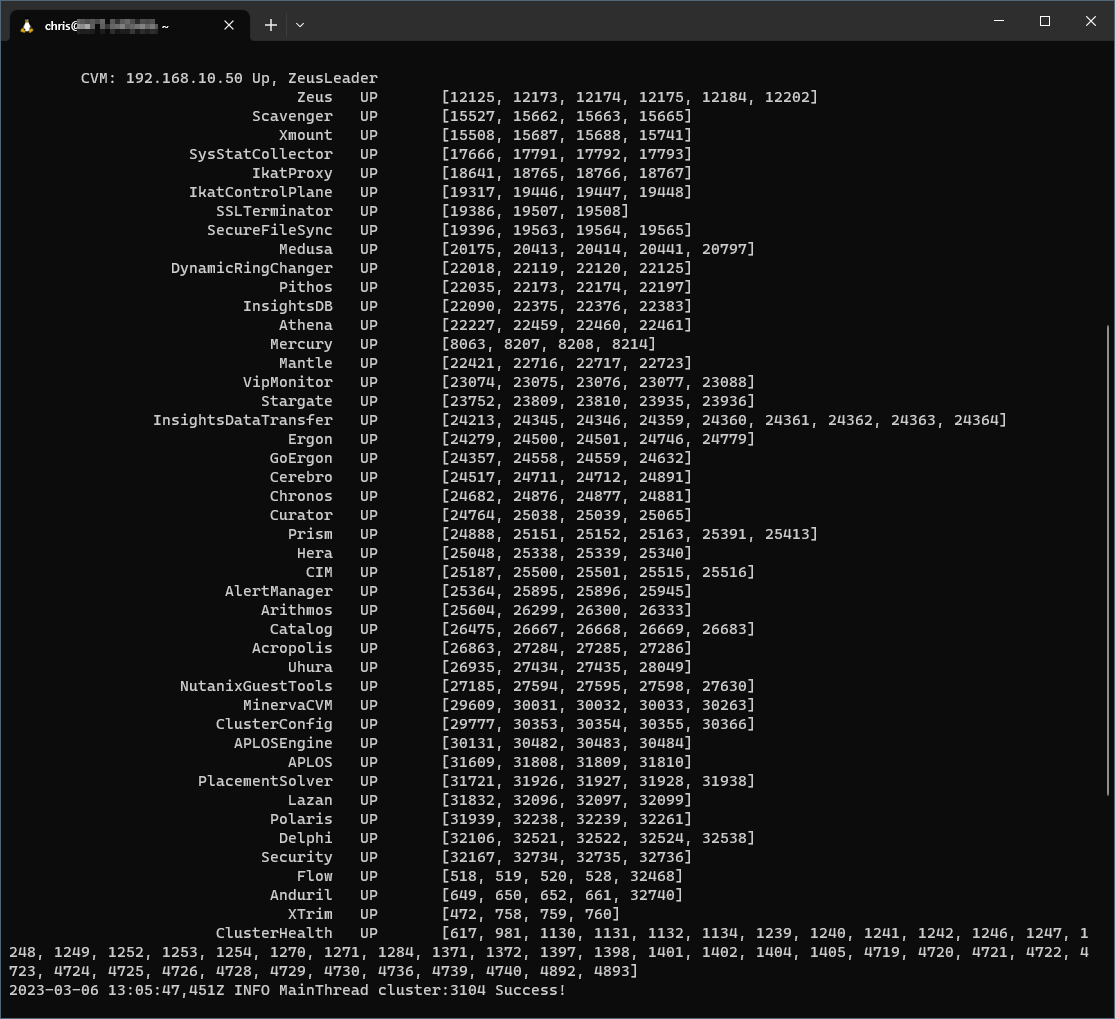 chris@ ~
CVM: 192.168.10.50 Up, ZeusLeader
Zeus UP [12125, 12173, 12174, 12175, 12184, 12202]
Scavenger UP [15527, 15662, 15663, 15665]
Xmount UP [15508, 15687, 15688, 15741]
SysStatCollector UP [17666, 17791, 17792, 17793]
IkatProxy UP [18641, 18765, 18766, 18767]
IkatControlPlane UP [19317, 19446, 19447, 19448]
SSLTerminator UP [19386, 19507, 19508]
SecureFileSync UP [19396, 19563, 19564, 19565]
Medusa UP [20175, 20413, 20414, 20441, 20797]
DynamicRingChanger UP [22018, 22119, 22120, 22125]
Pithos UP [22035, 22173, 22174, 22197]
InsightsDB UP [22090, 22375, 22376, 22383]
Athena UP [22227, 22459, 22460, 22461]
Mercury UP [8063, 8207, 8208, 8214]
Mantle UP [22421, 22716, 22717, 22723]
VipMonitor UP [23074, 23075, 23076, 23077, 23088]
Stargate UP [23752, 23809, 23810, 23935, 23936]
InsightsDataTransfer UP [24213, 24345, 24346, 24359, 24360, 24361, 24362, 24363, 24364]
Ergon UP [24279, 24500, 24501, 24746, 24779]
GoErgon UP [24357, 24558, 24559, 24632]
Cerebro UP [24517, 24711, 24712, 24891]
Chronos UP [24682, 24876, 24877, 24881]
Curator UP [24764, 25038, 25039, 25065]
Prism UP [24888, 25151, 25152, 25163, 25391, 25413]
Hera UP [25048, 25338, 25339, 25340]
CIM UP [25187, 25500, 25501, 25515, 25516]
AlertManager UP [25364, 25895, 25896, 25945]
Arithmos UP [25604, 26299, 26300, 26333]
Catalog UP [26475, 26667, 26668, 26669, 26683]
Acropolis UP [26863, 27284, 27285, 27286]
Uhura UP [26935, 27434, 27435, 28049]
NutanixGuestTools UP [27185, 27594, 27595, 27598, 27630]
MinervaCVM UP [29609, 30031, 30032, 30033, 30263]
ClusterConfig UP [29777, 30353, 30354, 30355, 30366]
APLOSEngine UP [30131, 30482, 30483, 30484]
APLOS UP [31609, 31808, 31809, 31810]
PlacementSolver UP [31721, 31926, 31927, 31928, 31938]
Lazan UP [31832, 32096, 32097, 32099]
Polaris UP [31939, 32238, 32239, 32261]
Delphi UP [32106, 32521, 32522, 32524, 32538]
Security UP [32167, 32734, 32735, 32736]
Flow UP [518, 519, 520, 528, 32468]
Anduril UP [649, 650, 652, 661, 32740]
XTrim UP [472, 758, 759, 760]
ClusterHealth UP [617, 981, 1130, 1131, 1132, 1134, 1239, 1240, 1241, 1242, 1246, 1247, 1
248, 1249, 1252, 1253, 1254, 1270, 1271, 1284, 1371, 1372, 1397, 1398, 1401, 1402, 1404, 1405, 4719, 4720, 4721, 4722, 4
723, 4724, 4725, 4726, 4728, 4729, 4730, 4736, 4739, 4740, 4892, 4893]
2023-03-06 13:05:47,451Z INFO MainThread cluster:3104 Success!